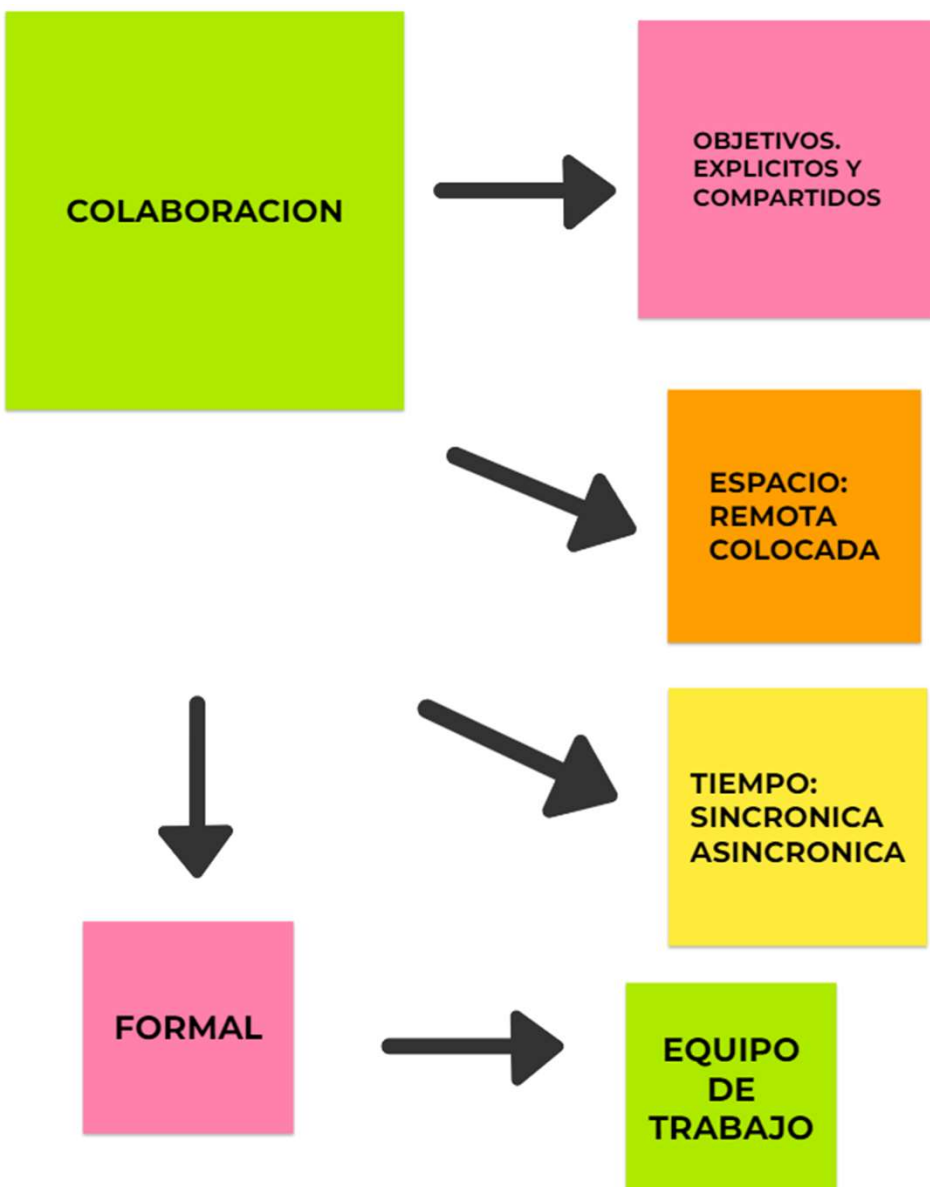 COLABORACION
OBJETIVOS.
EXPLICITOS Y
COMPARTIDOS
ESPACIO:
REMOTA
COLOCADA
TIEMPO:
SINCRONICA
ASINCRONICA
FORMAL
EQUIPO
DE
TRABAJO